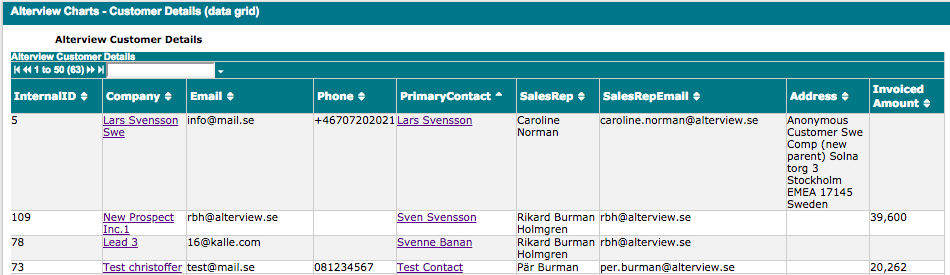 Alterview Charts - Customer Details (data grid)
Alterview Customer Details
Alterview Customer Details
1 to 50 (63)
InternalID Company Email Phone PrimaryContact SalesRep SalesRepEmail Address Invoiced
Amount
5 Lars Svensson info@mail.se +46707202021 Lars Svensson Caroline caroline.norman@alterview.se Anonymous
Swe Norman Customer Swe
Comp (new
parent) Solna
torg 3
Stockholm
EMEA 17145
Sweden
109 New Prospect rbh@alterview.se Sven Svensson Rikard Burman rbh@alterview.se 39,600
Inc.1 Holmgren
78 Lead 3 16@kalle.com Svenne Banan Rikard Burman rbh@alterview.se
Holmgren
73 Test christoffer test@mail.se 081234567 Test Contact Pär Burman per.burman@alterview.se 20,262